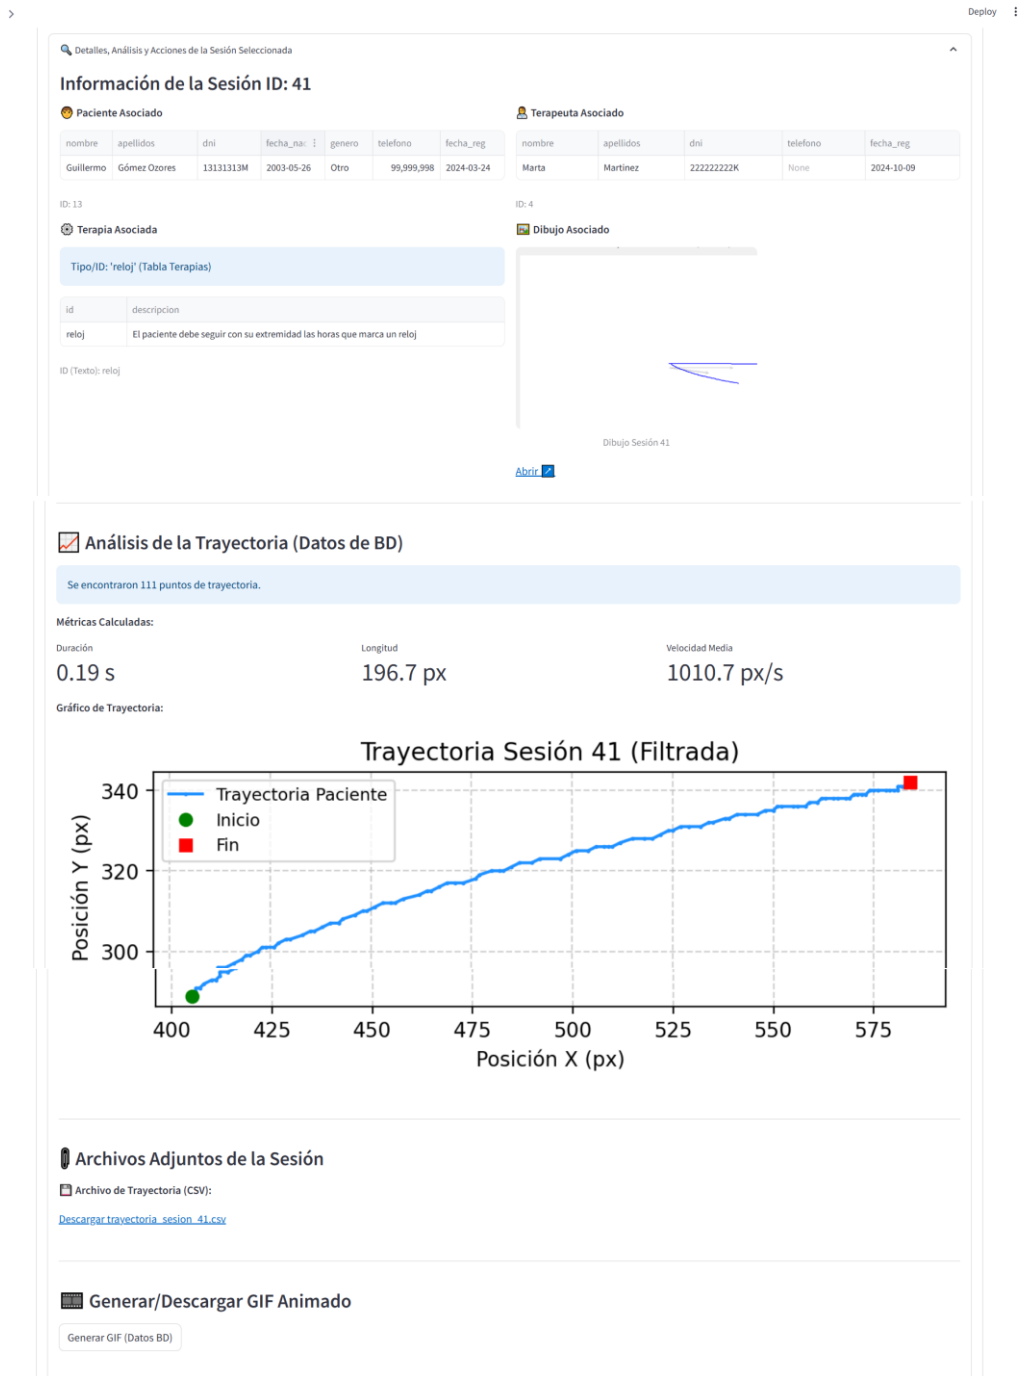 Deploy
Detalles, Análisis y Acciones de la Sesión Seleccionada
Información de la Sesión ID: 41
Paciente Asociado
nombre apellidos dni fecha_na: genero telefono fecha_reg
Guillermo Gómez Ozores 13131313M 2003-05-26 Otro 99,999,998 2024-03-24
ID: 13
Terapeuta Asociado
nombre apellidos dni telefono fecha_reg
Marta Martinez 222222222K None 2024-10-09
ID: 4
Terapia Asociada
Tipo/ID: 'reloj' (Tabla Terapias)
id descripcion
reloj El paciente debe seguir con su extremidad las horas que marca un reloj
ID (Texto): reloj
Dibujo Asociado
Dibujo Sesión 41
Abrir
Análisis de la Trayectoria (Datos de BD)
Se encontraron 111 puntos de trayectoria.
Métricas Calculadas:
Duración Longitud Velocidad Media
0.19 s 196.7 px 1010.7 px/s
Gráfico de Trayectoria:
Trayectoria Sesión 41 (Filtrada)
Trayectoria Paciente
Inicio
Fin
Posición Y (px)
340
320
300
400 425 450 475 500 525 550 575
Posición X (px)
Archivos Adjuntos de la Sesión
Archivo de Trayectoria (CSV):
Descargar trayectoria_sesion_41.csv
Generar/Descargar GIF Animado
Generar GIF (Datos BD)